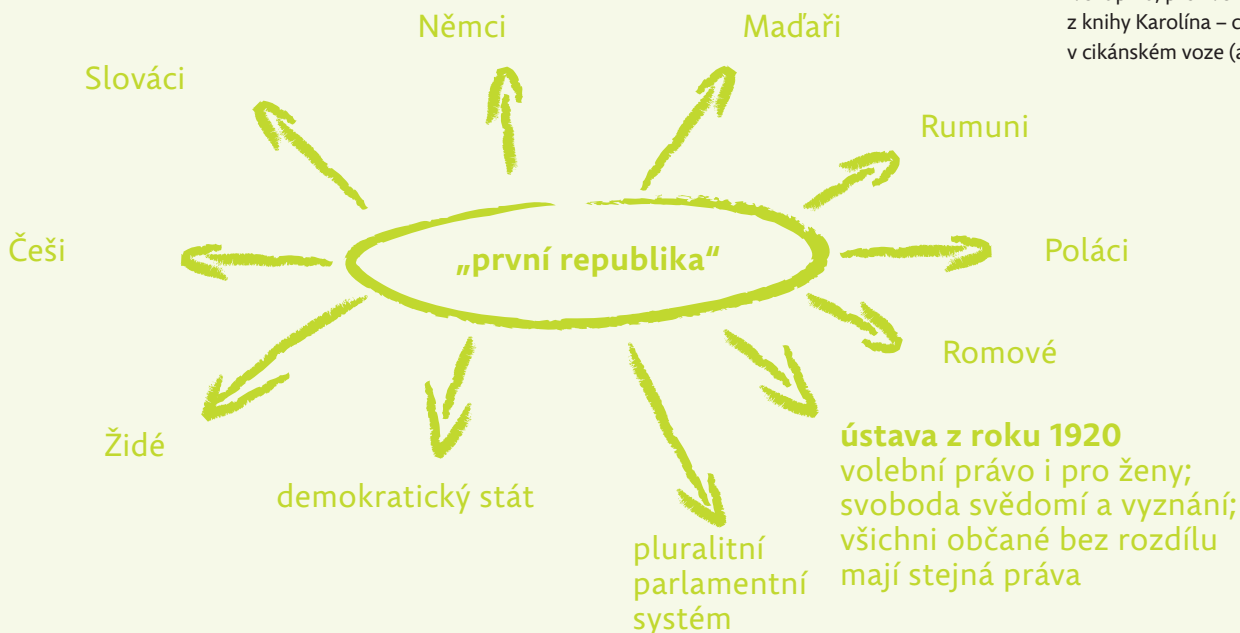 z knihy Karolína –
v cikánském voze
Němci
Maďaři
Slováci
Rumuni
Češi
„první republika“
Poláci
Romové
Židé
demokratický stát
pluralitní
parlamentní
systém
ústava z roku 1920
volební právo i pro ženy;
svoboda svědomí a vyznání;
všichni občané bez rozdílu
mají stejná práva